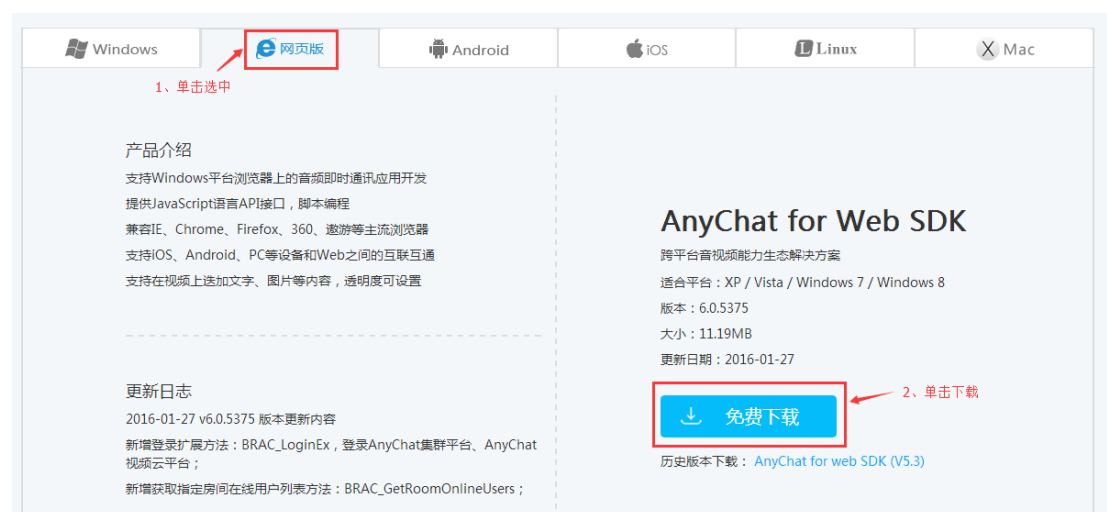 Windows
网页版
Android
iOS
Linux
Mac
1、单击选中
产品介绍
支持Windows平台浏览器上的音频即时通讯应用开发
提供JavaScript语言API接口，脚本编程
兼容IE、Chrome、Firefox、360、遨游等主流浏览器
支持iOS、Android、PC等设备和Web之间的互联互通
支持在视频上迭加文字、图片等内容，透明度可设置
更新日志
2016-01-27 v6.0.5375 版本更新内容
新增登录扩展方法：BRAC_LoginEx，登录AnyChat集群平台、AnyChat
视频云平台；
新增获取指定房间在线用户列表方法：BRAC_GetRoomOnlineUsers；
AnyChat for Web SDK
跨平台音视频能力生态解决方案
适合平台：XP / Vista / Windows 7 / Windows 8
版本：6.0.5375
大小：11.19MB
更新日期：2016-01-27
免费下载
2、单击下载
历史版本下载： AnyChat for web SDK (V5.3)